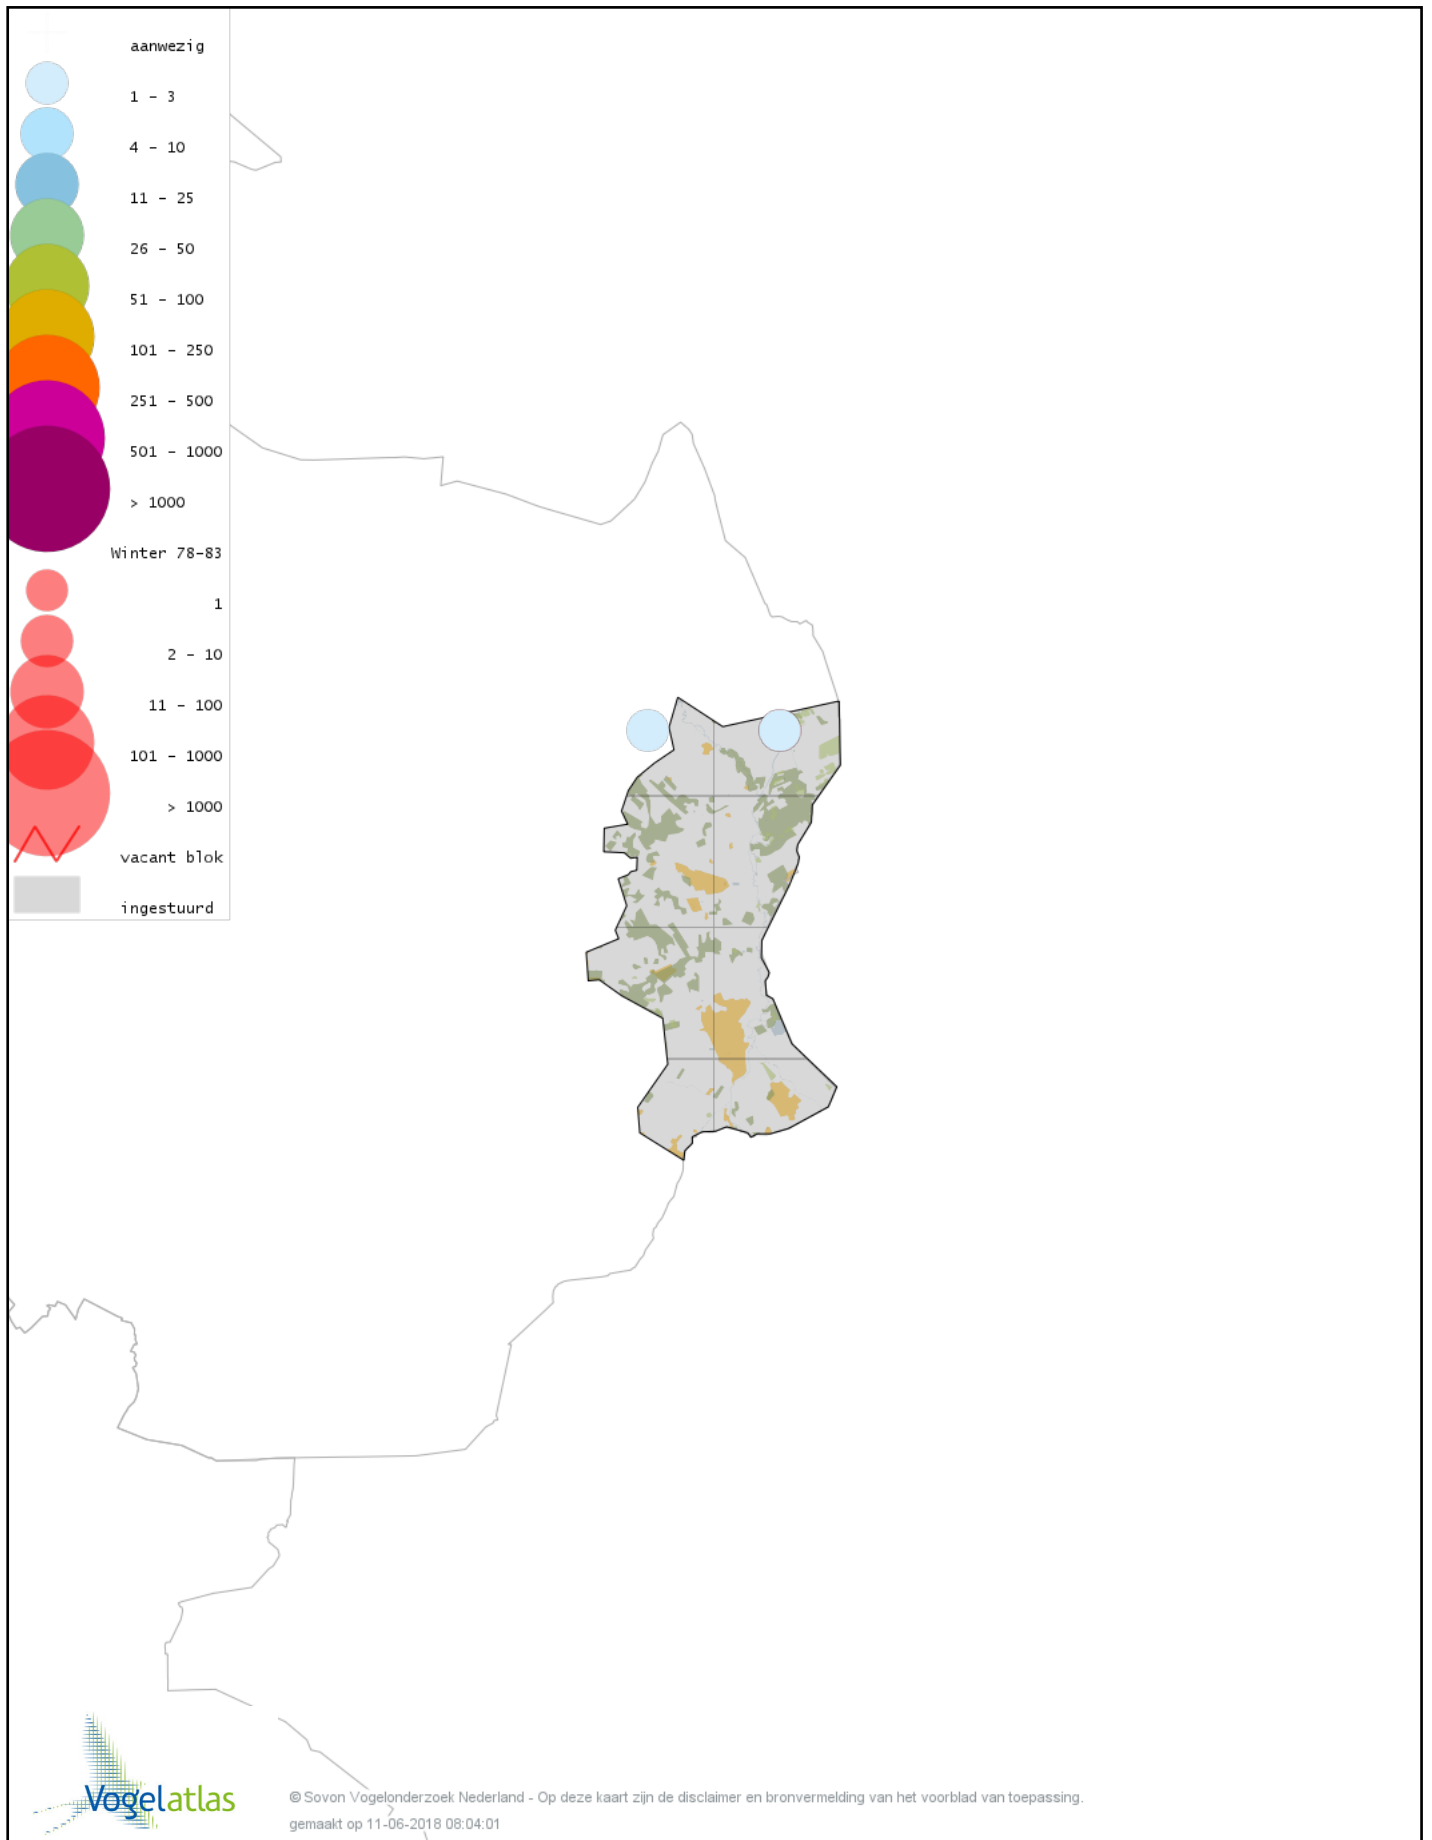 aanwezig
1 - 3
4 - 10
11 - 25
26 - 50
51 - 100
101 - 250
251 - 500
501 - 1000
> 1000
Winter 78-83
1
2 - 10
11 - 100
101 - 1000
> 1000
vacant blok
ingestuurd
Vogelatlas
© Sovon Vogelonderzoek Nederland - Op deze kaart zijn de disclaimer en bronvermelding van het voorblad van toepassing.
gemaakt op 11-06-2018 08:04:01